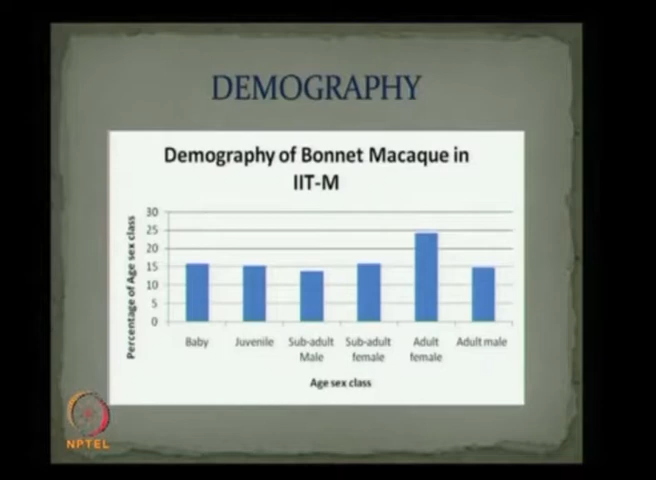 DEMOGRAPHY
Demography of Bonnet Macaque in
IIT-M
Percentage of Age sex class
30
25
20
15
10
5
0
Baby
Juvenile
Sub-adult
Male
Sub-adult
female
Adult
female
Adult male
Age sex class
NPTEL